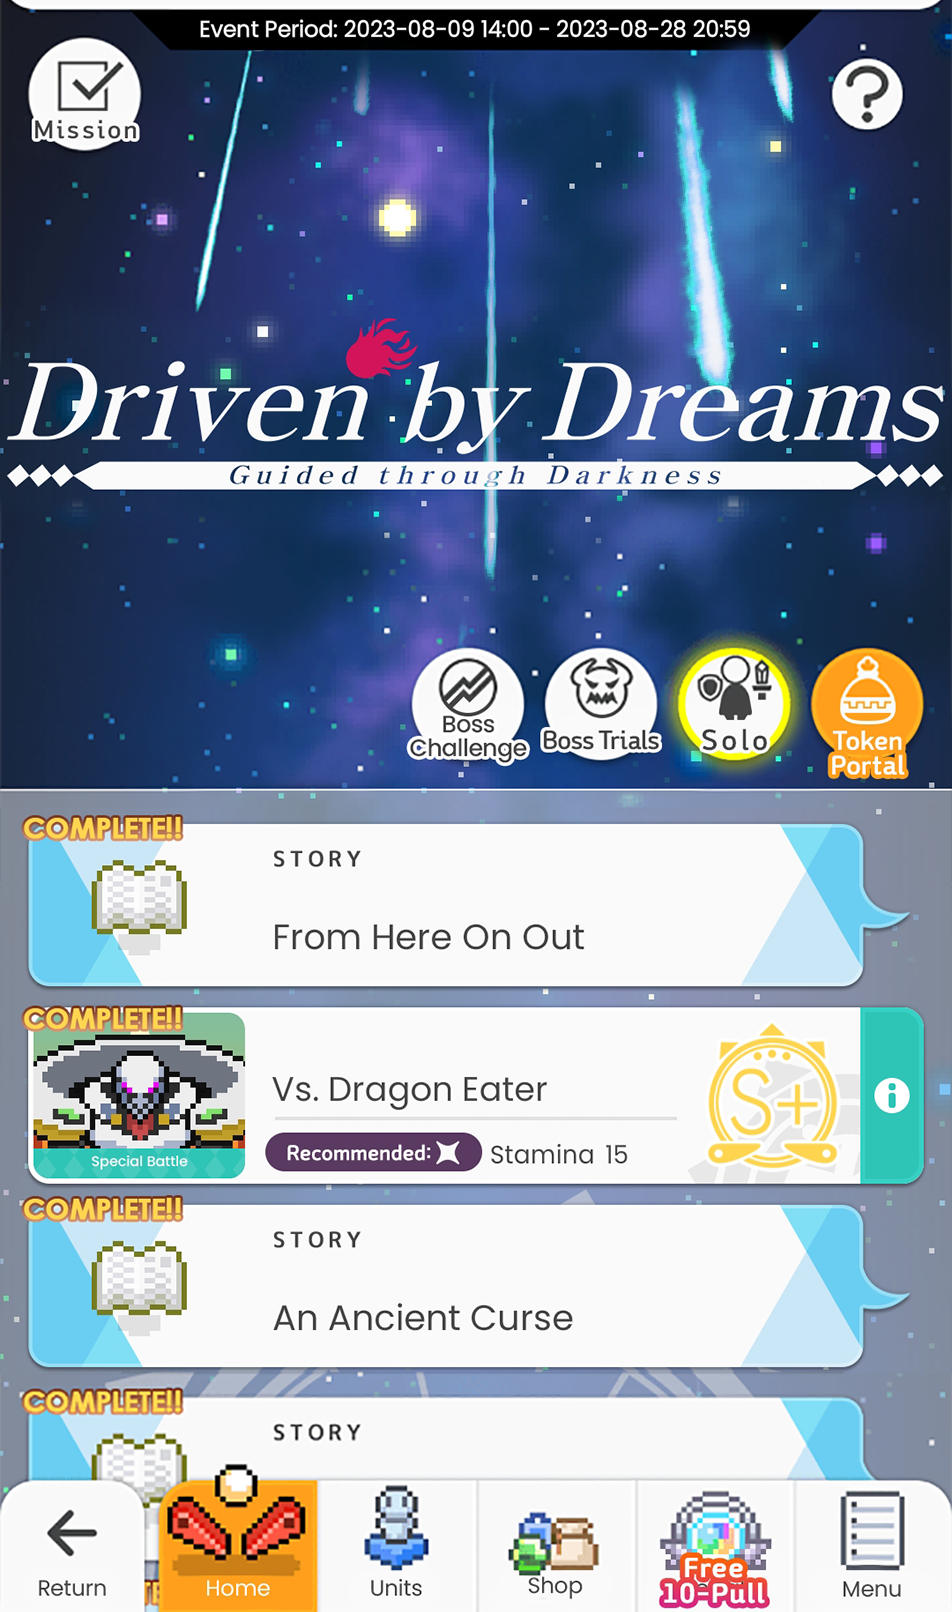 Event Period: 2023-08-09 14:00 - 2023-08-28 20:59
Mission
Driven by Dreams
Guided through Darkness
Boss
Challenge
Boss Trials
Solo
Token
Portal
COMPLETE!!
STORY
From Here On Out
COMPLETE!!
Special Battle
Vs. Dragon Eater
Recommended:
Stamina 15
S+
COMPLETE!!
STORY
An Ancient Curse
COMPLETE!!
STORY
Return
Home
Units
Shop
Free
10-Pull
Menu